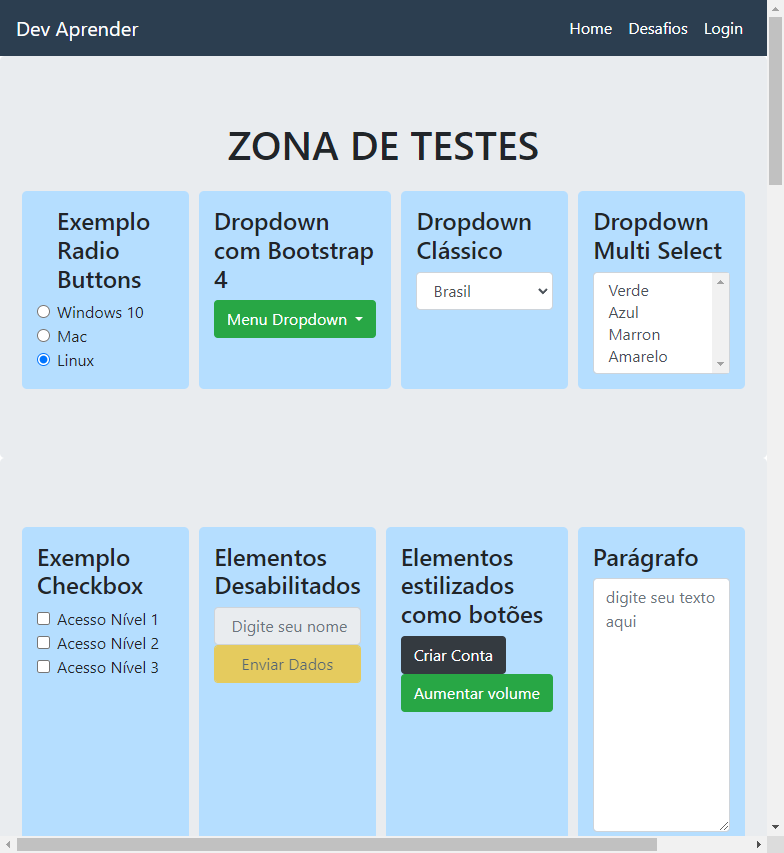 Dev Aprender
Home
Desafios
Login
ZONA DE TESTES
Exemplo
Radio
Buttons
Windows 10
Mac
Linux
Dropdown
com Bootstrap
4
Menu Dropdown
Dropdown
Clássico
Brasil
Dropdown
Multi Select
Verde
Azul
Marron
Amarelo
Exemplo
Checkbox
Acesso Nível 1
Acesso Nível 2
Acesso Nível 3
Elementos
Desabilitados
Digite seu nome
Enviar Dados
Elementos
estilizados
como botões
Criar Conta
Aumentar volume
Parágrafo
digite seu texto
aqui